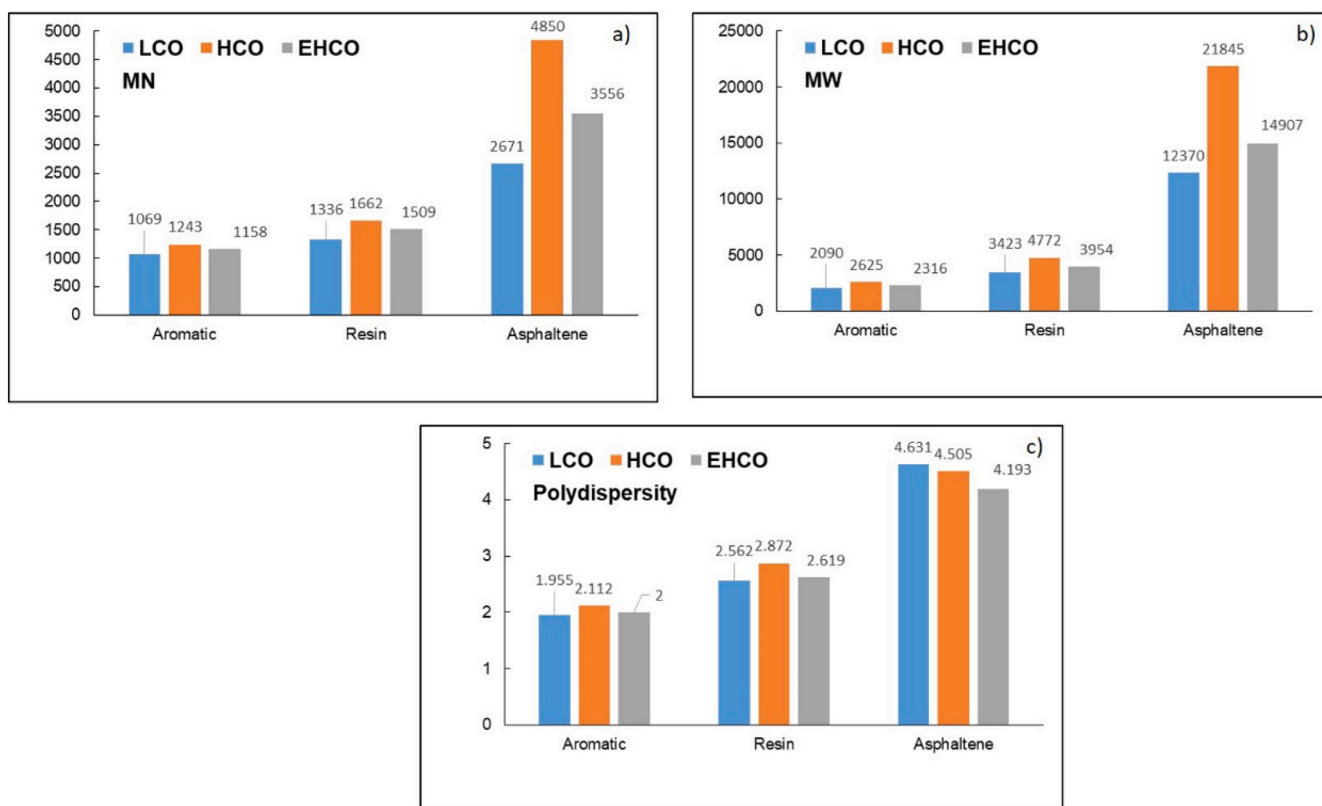 a)
LCO HCO EHCO
MN
5000
4500
4000
3500
3000
2500
2000
1500
1000
500
0
1069 1243 1158
1336 1662 1509
2671 4850 3556
Aromatic Resin Asphaltene
b)
LCO HCO EHCO
MW
25000
20000
15000
10000
5000
0
2090 2625 2316
3423 4772 3954
12370 21845 14907
Aromatic Resin Asphaltene
c)
LCO HCO EHCO
Polydispersity
5
4
3
2
1
0
1.955 2.112 2
2.562 2.872 2.619
4.631 4.505 4.193
Aromatic Resin Asphaltene